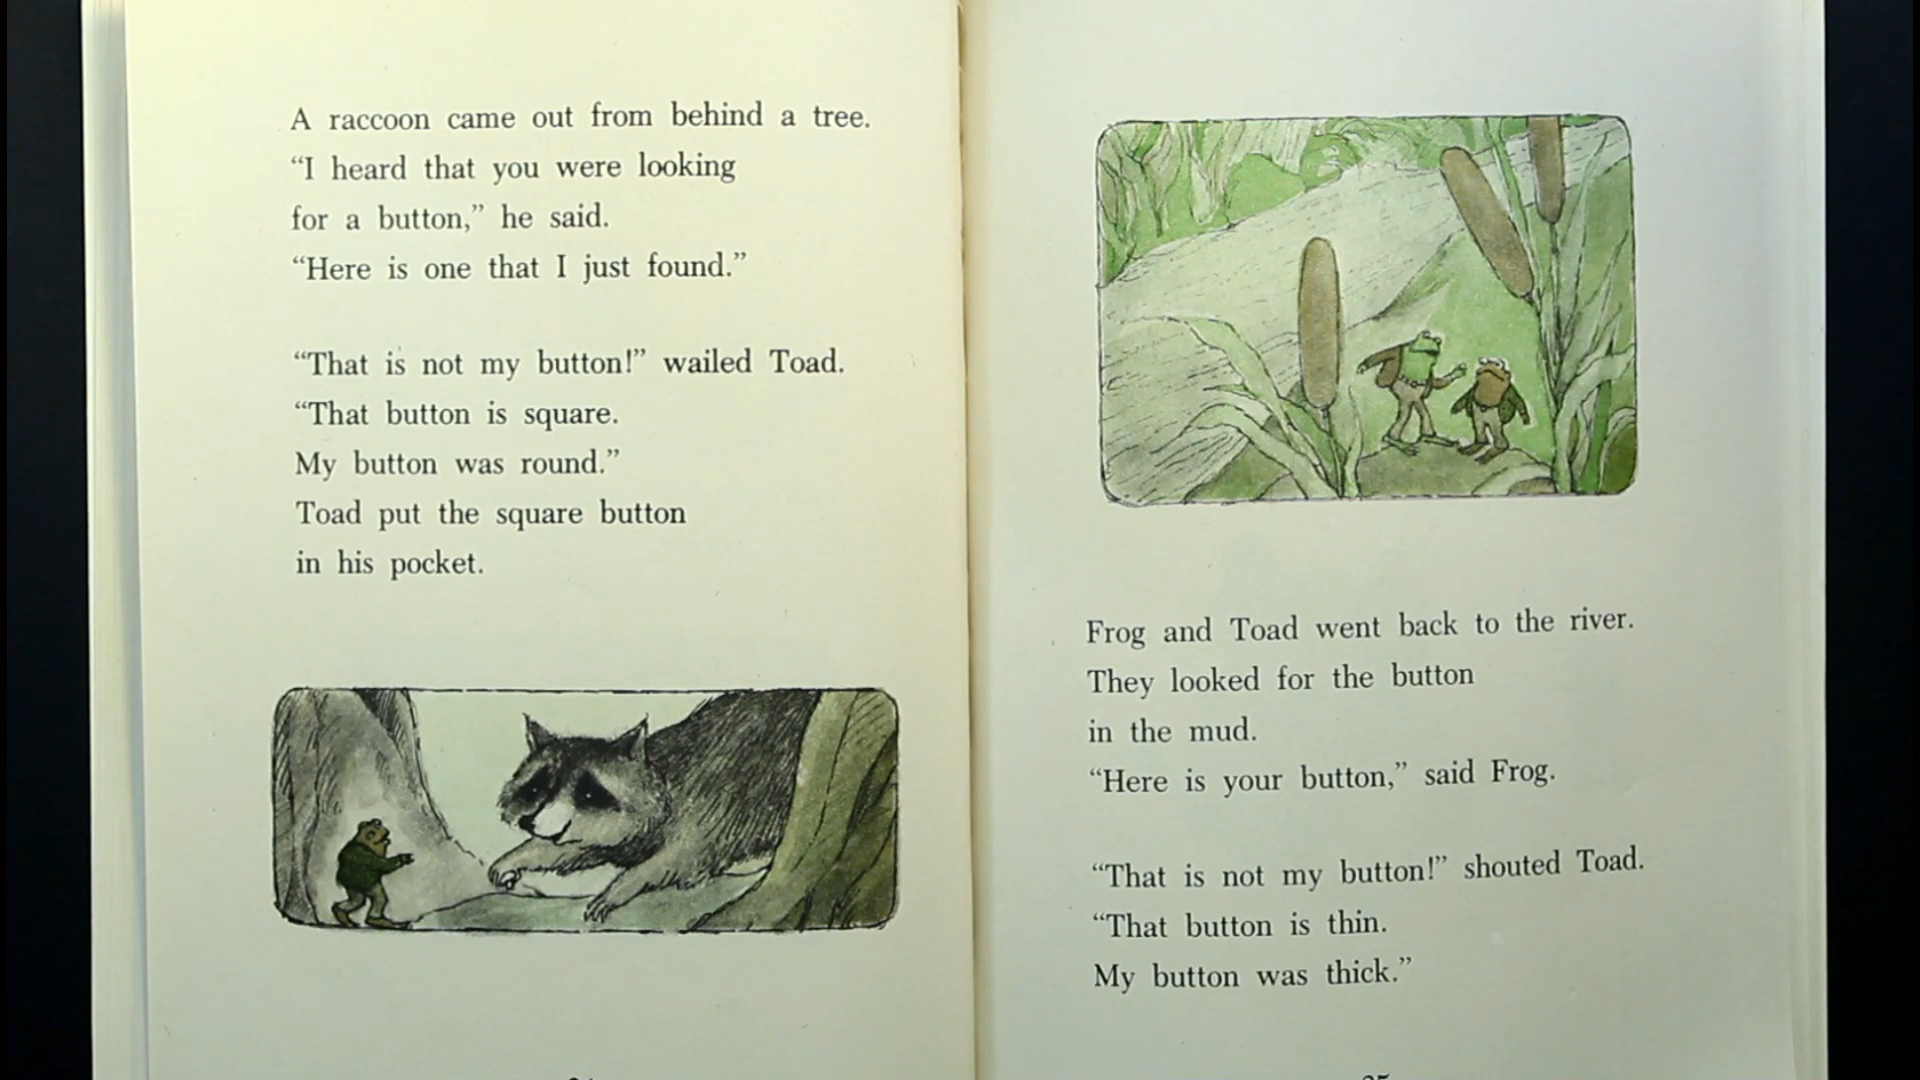 A raccoon came out from behind a tree.
“I heard that you were looking
for a button,” he said.
“Here is one that I just found.”
“That is not my button!” wailed Toad.
“That button is square.
My button was round.”
Toad put the square button
in his pocket.
Frog and Toad went back to the river.
They looked for the button
in the mud.
“Here is your button,” said Frog.
“That is not my button!” shouted Toad.
“That button is thin.
My button was thick.”